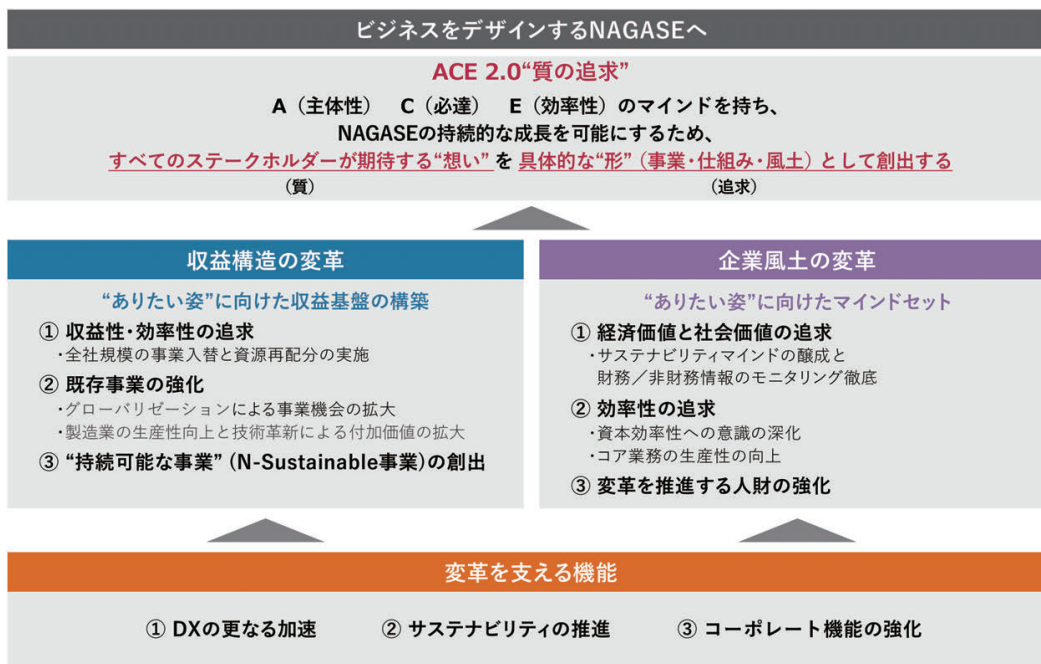 ビジネスをデザインするNAGASEへ
ACE 2.0“質の追求”
A（主体性） C（必達） E（効率性）のマインドを持ち、
NAGASEの持続的な成長を可能にするため、
すべてのステークホルダーが期待する“想い” を 具体的な“形”（事業・仕組み・風土）として創出する
（質） （追求）
収益構造の変革
“ありたい姿”に向けた収益基盤の構築
① 収益性・効率性の追求
・全社規模の事業入替と資源再配分の実施
② 既存事業の強化
・グローバリゼーションによる事業機会の拡大
・製造業の生産性向上と技術革新による付加価値の拡大
③ “持続可能な事業”（N-Sustainable事業）の創出
企業風土の変革
“ありたい姿”に向けたマインドセット
① 経済価値と社会価値の追求
・サステナビリティマインドの醸成と
財務／非財務情報のモニタリング徹底
② 効率性の追求
・資本効率性への意識の深化
・コア業務の生産性の向上
③ 変革を推進する人財の強化
変革を支える機能
① DXの更なる加速 ② サステナビリティの推進 ③ コーポレート機能の強化